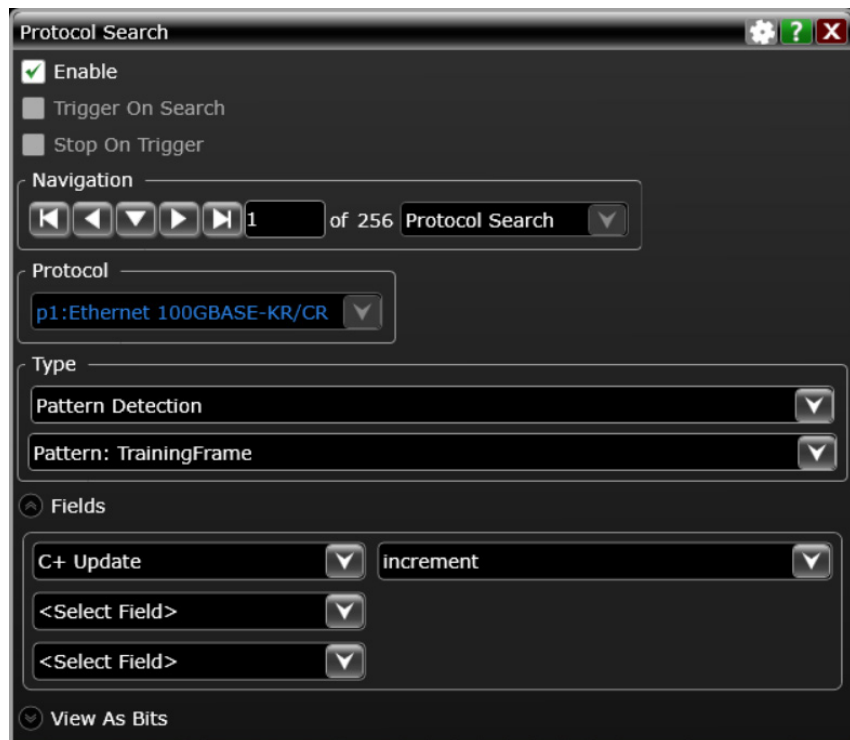 Protocol Search
?
X
Enable
Trigger On Search
Stop On Trigger
Navigation
1 of 256 Protocol Search
Protocol
p1:Ethernet 100GBASE-KR/CR
Type
Pattern Detection
Pattern: TrainingFrame
Fields
C+ Update increment
<Select Field>
<Select Field>
View As Bits